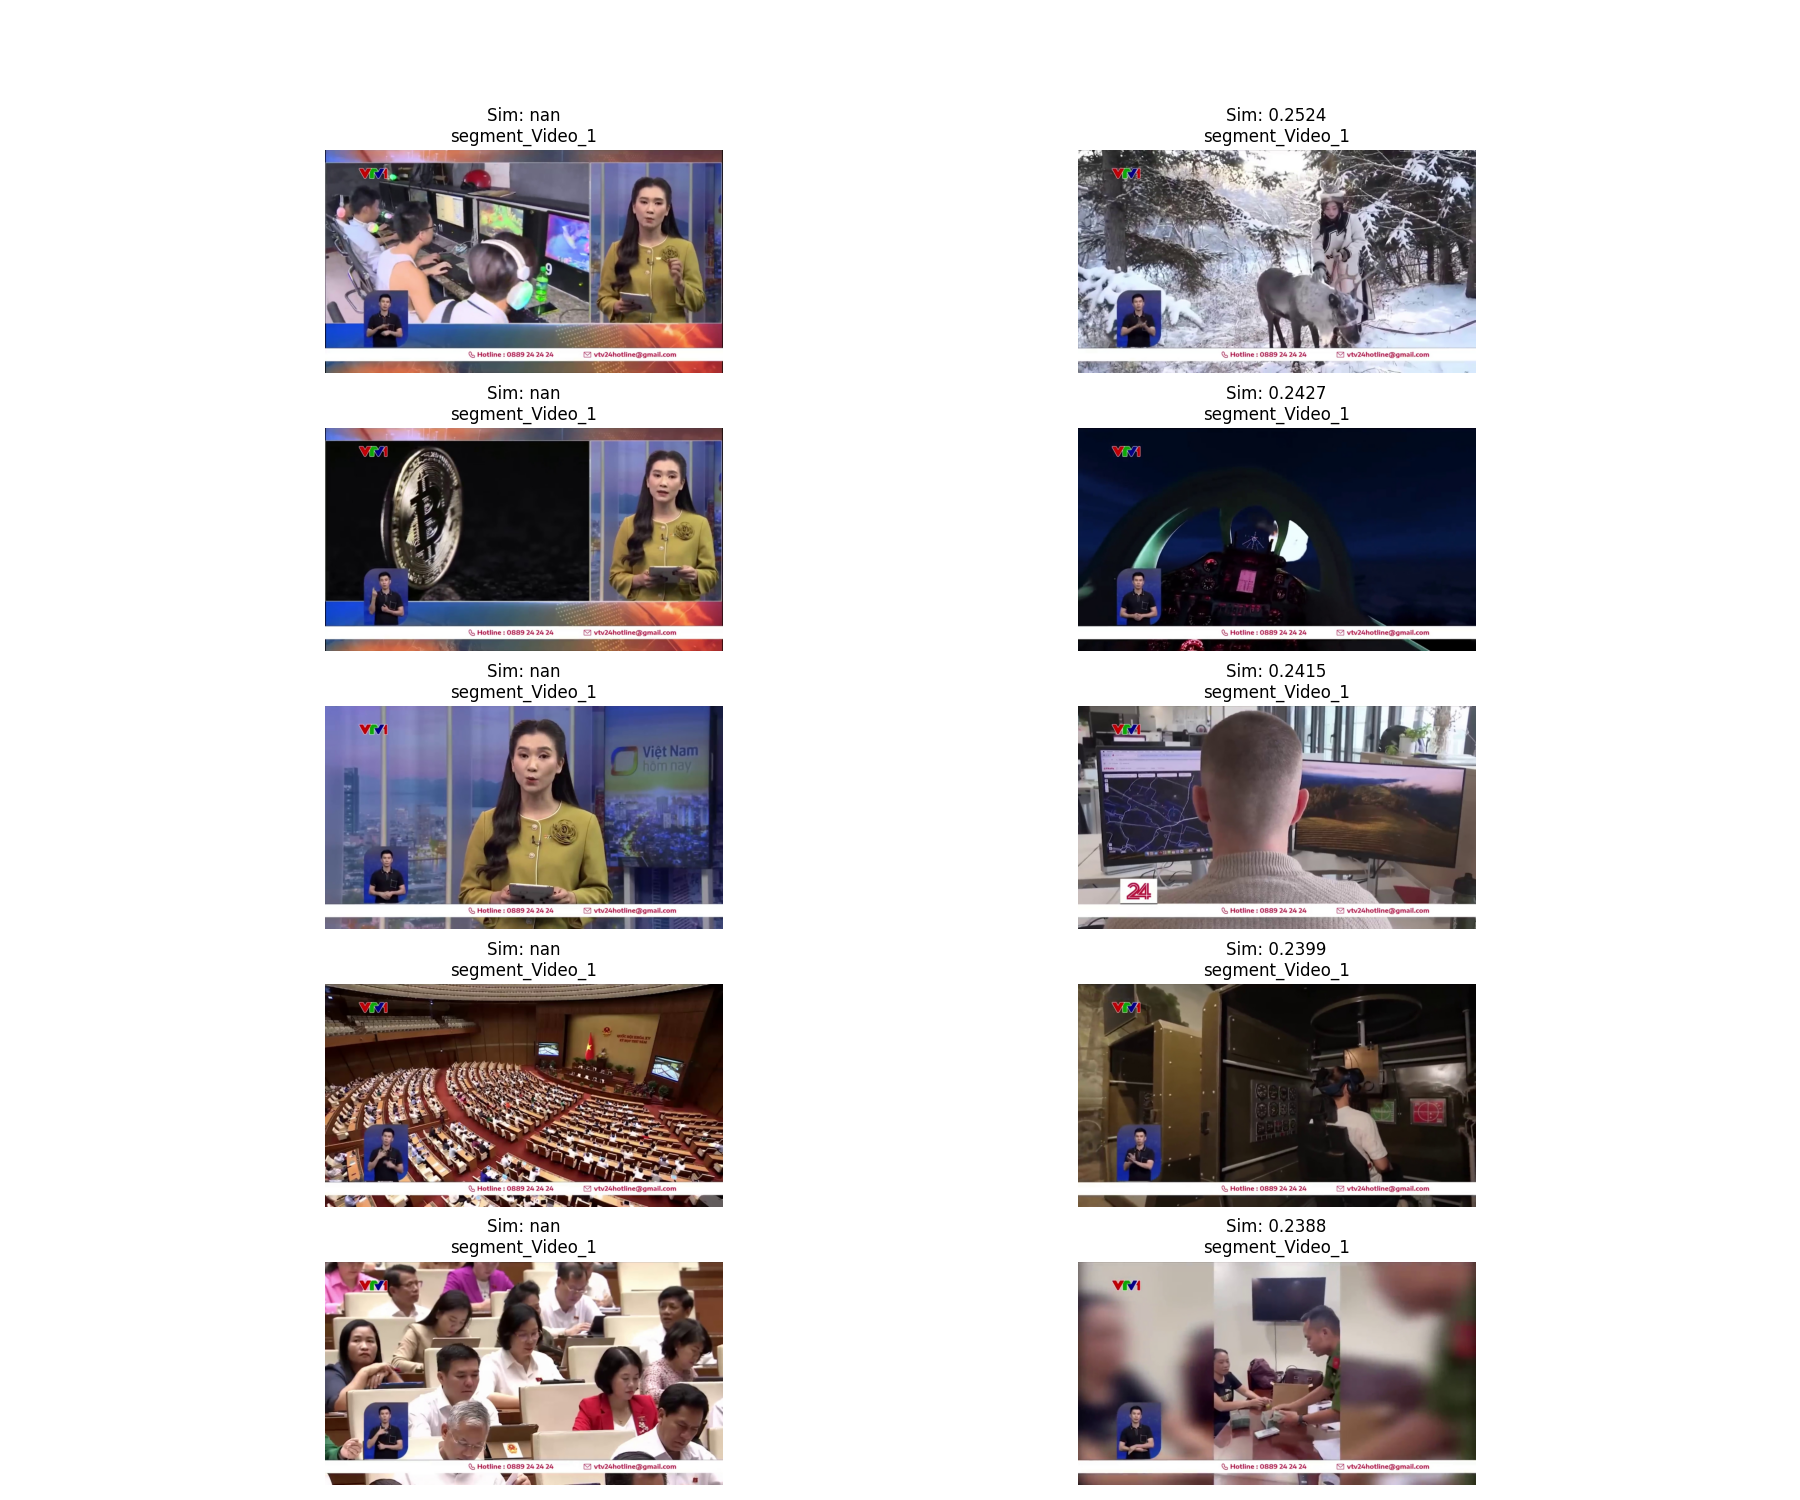 Sim: nan
segment_Video_1
VTV1
9
Hotline : 0889 24 24 24
vtv24hotline@gmail.com
Sim: 0.2524
segment_Video_1
VTV1
Hotline : 0889 24 24 24
vtv24hotline@gmail.com
Sim: nan
segment_Video_1
VTV1
B
Hotline : 0889 24 24 24
vtv24hotline@gmail.com
Sim: 0.2427
segment_Video_1
VTV1
Hotline : 0889 24 24 24
vtv24hotline@gmail.com
Sim: nan
segment_Video_1
VTV1
Việt Nam
hôm nay
Hotline : 0889 24 24 24
vtv24hotline@gmail.com
Sim: 0.2415
segment_Video_1
VTV1
24
Hotline : 0889 24 24 24
vtv24hotline@gmail.com
Sim: nan
segment_Video_1
VTV1
Hotline : 0889 24 24 24
vtv24hotline@gmail.com
Sim: 0.2399
segment_Video_1
VTV1
Hotline : 0889 24 24 24
vtv24hotline@gmail.com
Sim: nan
segment_Video_1
VTV1
Hotline : 0889 24 24 24
vtv24hotline@gmail.com
Sim: 0.2388
segment_Video_1
VTV1
Hotline : 0889 24 24 24
vtv24hotline@gmail.com